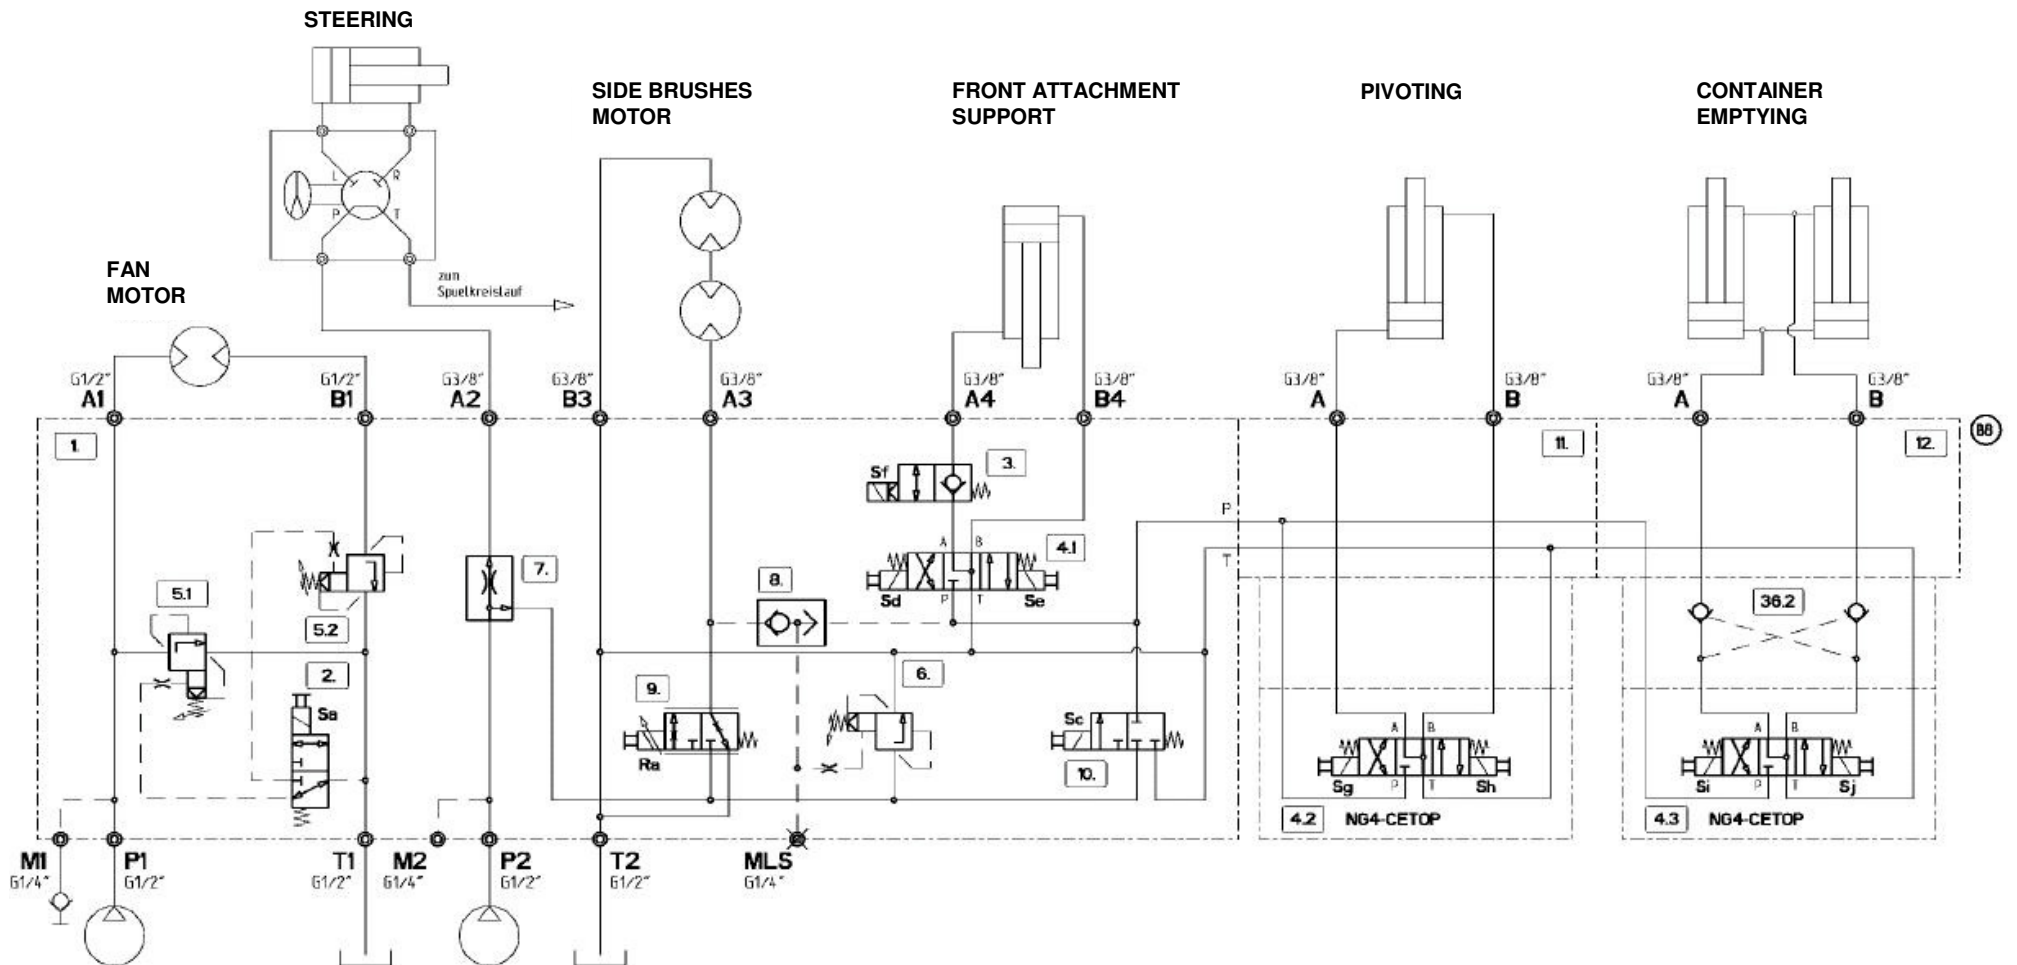 STEERING
SIDE BRUSHES
MOTOR
FRONT ATTACHMENT
SUPPORT
PIVOTING
CONTAINER
EMPTYING
L
R
P
T
FAN
MOTOR
zum
Spuelkreislauf
G1/2"
A1
G1/2"
B1
G3/8"
A2
G3/8"
B3
G3/8"
A3
G3/8"
A4
G3/8"
B4
G3/8"
A
G3/8"
B
G3/8"
A
G3/8"
B
1.
11.
12.
B8
Sf
3.
P
T
A
B
4.1
Sd
P
T
Se
5.1
5.2
7.
8.
36.2
2.
Sa
9.
Ra
6.
Sc
10.
A
B
Sg
P
T
Sh
4.2
NG4-CETOP
A
B
Si
P
T
Sj
4.3
NG4-CETOP
M1
G1/4"
P1
G1/2"
T1
G1/2"
M2
G1/4"
P2
G1/2"
T2
G1/2"
MLS
G1/4"